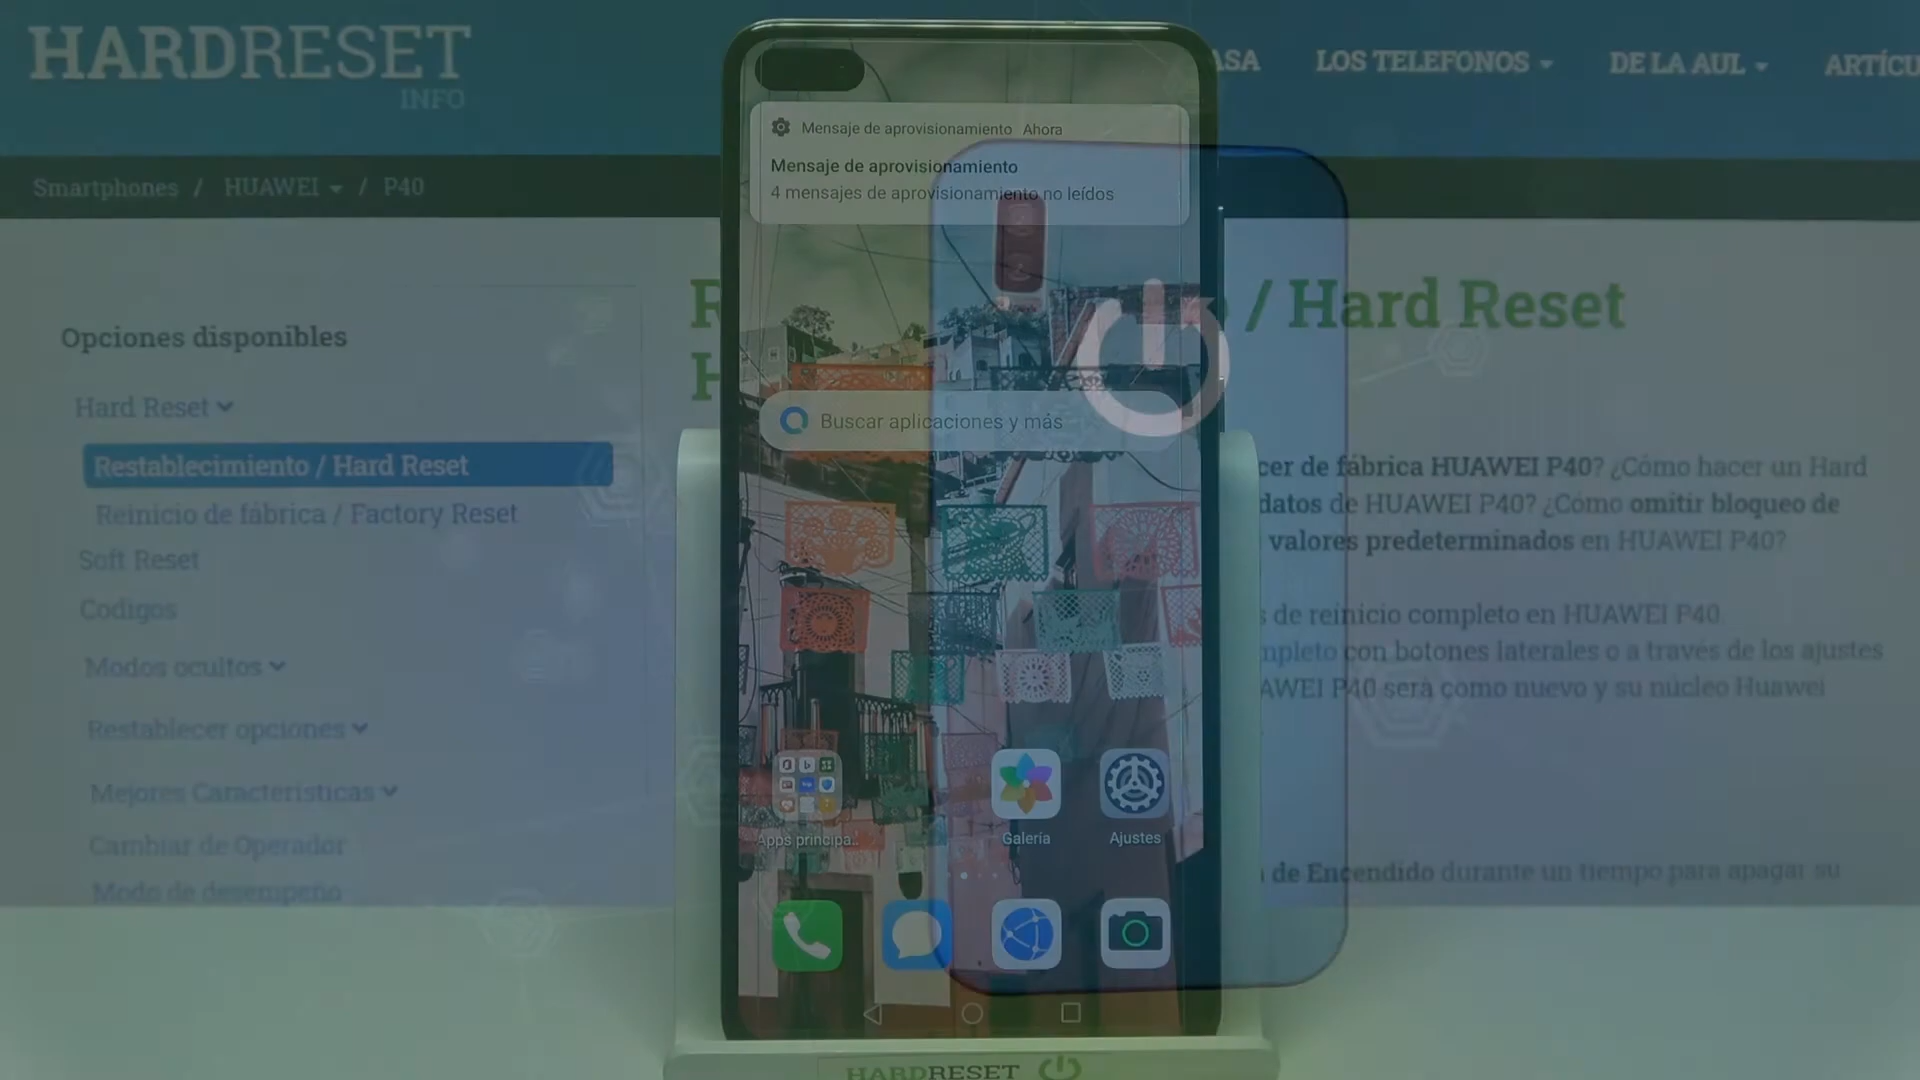 HARDRESET
INFO
ASA
LOS TELEFONOS
DE LA AUL
ARTÍCU
Mensaje de aprovisionamiento Ahora
Mensaje de aprovisionamiento
4 mensajes de aprovisionamiento no leídos
Smartphones / HUAWEI / P40
Opciones disponibles
Hard Reset
Restablecimiento / Hard Reset
Reinicio de fábrica / Factory Reset
Soft Reset
Codigos
Modos ocultos
Restablecer opciones
Mejores Características
Cambiar de Operador
Modo de desempeño
/ Hard Reset
Buscar aplicaciones y más
cer de fábrica HUAWEI P40? ¿Cómo hacer un Hard
datos de HUAWEI P40? ¿Cómo omitir bloqueo de
valores predeterminados en HUAWEI P40?
s de reinicio completo en HUAWEI P40.
mpleto con botones laterales o a través de los ajustes
AWEI P40 será como nuevo y su núcleo Huawei
de Encendido durante un tiempo para apagar su
Apps principa..
Galería
Ajustes
HARDRESET